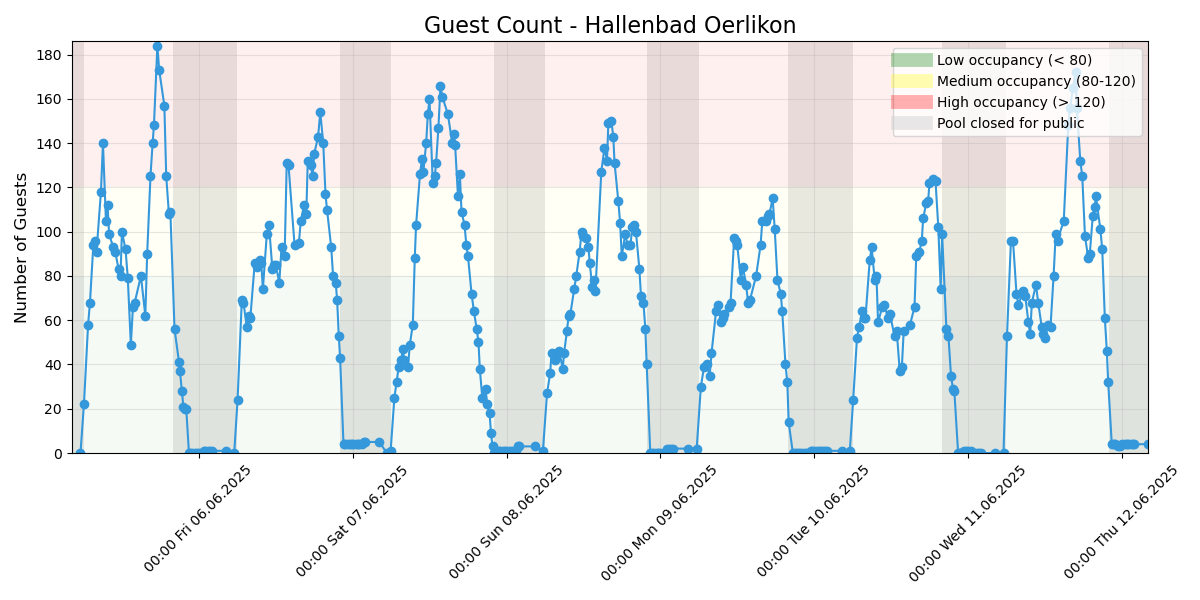 Guest Count - Hallenbad Oerlikon
Low occupancy (< 80)
Medium occupancy (80-120)
High occupancy (> 120)
Pool closed for public
Number of Guests
180
160
140
120
100
80
60
40
20
0
00:00 Fri 06.06.2025
00:00 Sat 07.06.2025
00:00 Sun 08.06.2025
00:00 Mon 09.06.2025
00:00 Tue 10.06.2025
00:00 Wed 11.06.2025
00:00 Thu 12.06.2025